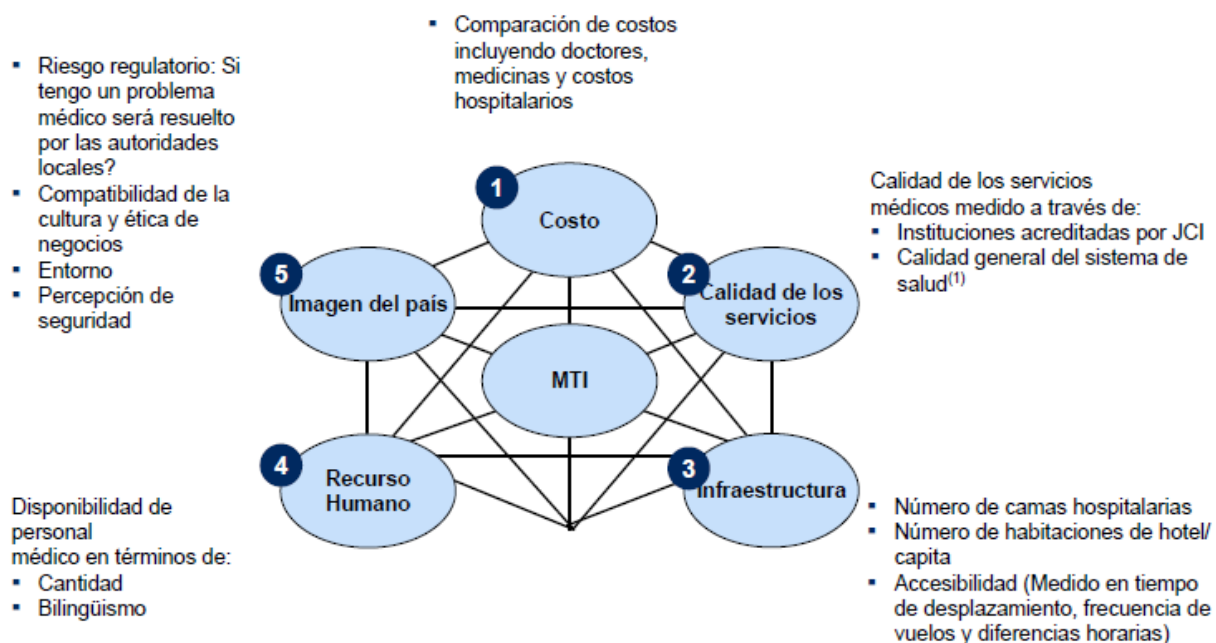 ▪ Comparación de costos
incluyendo doctores,
medicinas y costos
hospitalarios
▪ Riesgo regulatorio: Si
tengo un problema
médico será resuelto
por las autoridades
locales?
▪ Compatibilidad de la
cultura y ética de
negocios
▪ Entorno
▪ Percepción de
seguridad
1
Costo
Calidad de los servicios
médicos medido a través de:
▪ Instituciones acreditadas por JCI
▪ Calidad general del sistema de
salud(1)
5
Imagen del país
2
Calidad de los
servicios
MTI
4
Recurso
Humano
3
Infraestructura
Disponibilidad de
personal
médico en términos de:
▪ Cantidad
▪ Bilingüismo
▪ Número de camas hospitalarias
▪ Número de habitaciones de hotel/
capita
▪ Accesibilidad (Medido en tiempo
de desplazamiento, frecuencia de
vuelos y diferencias horarias)